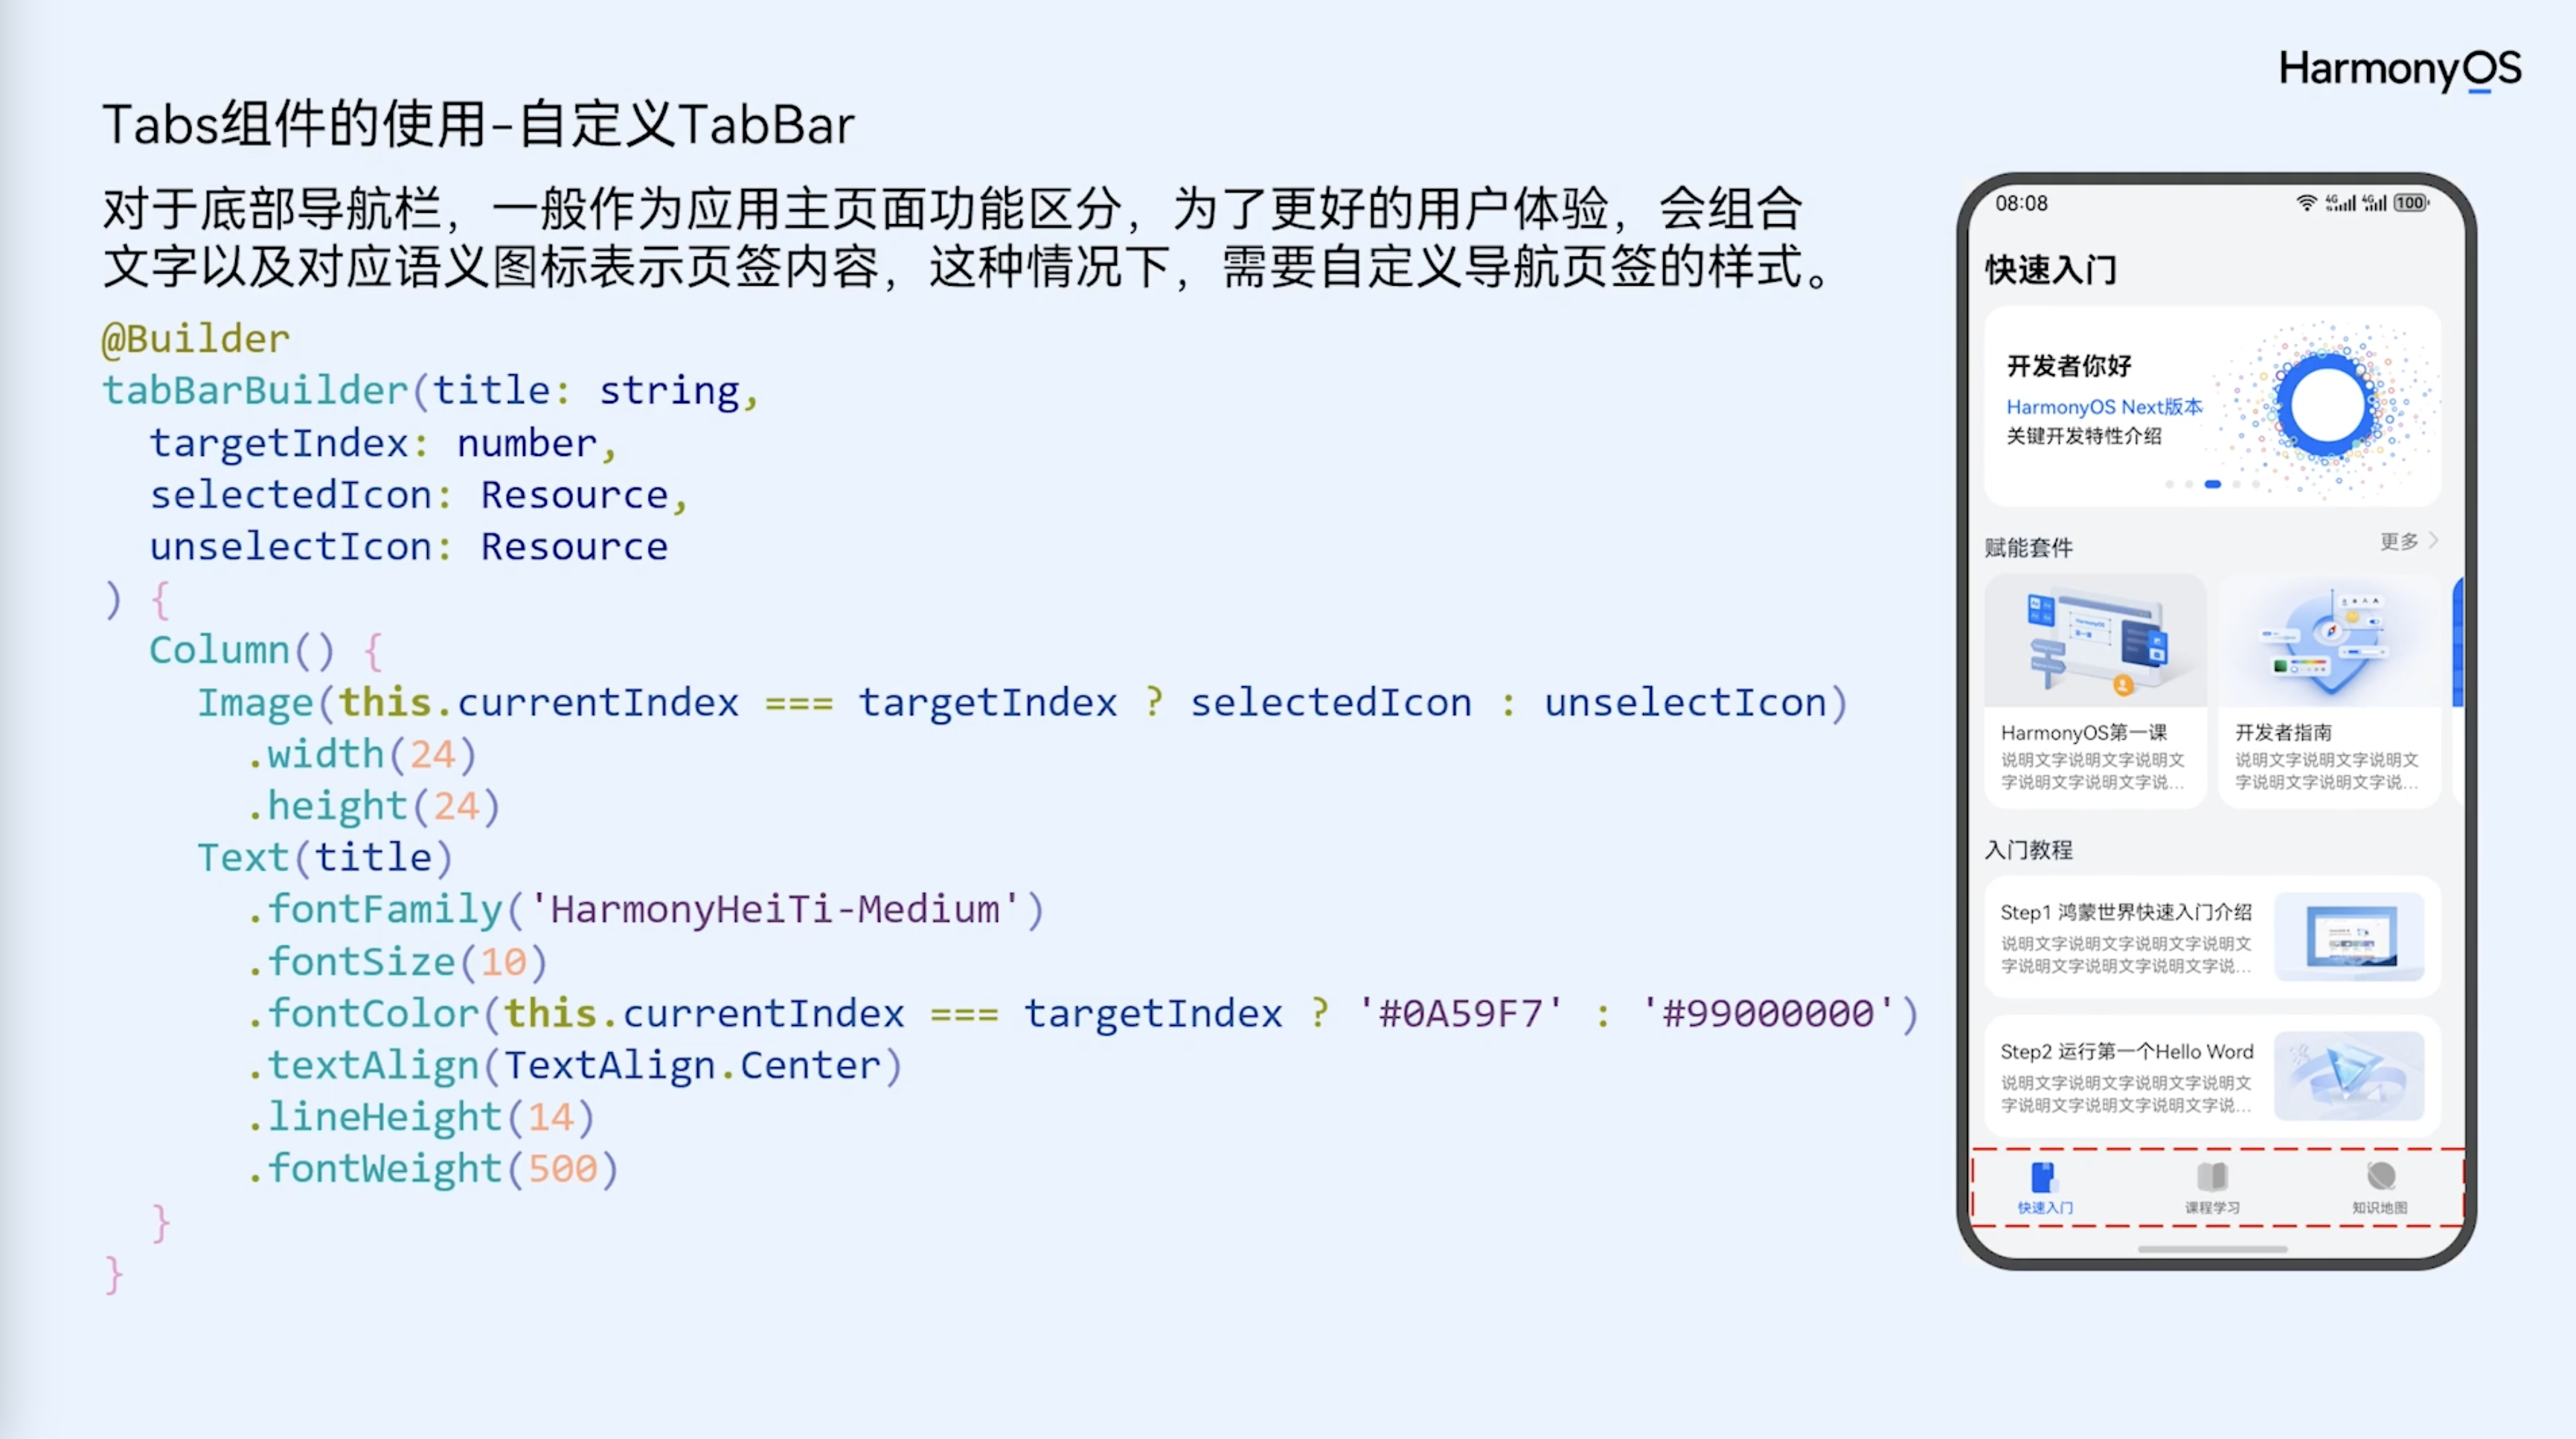 HarmonyOS
Tabs组件的使用-自定义TabBar
对于底部导航栏，一般作为应用主页面功能区分，为了更好的用户体验，会组合
文字以及对应语义图标表示页签内容，这种情况下，需要自定义导航页签的样式。
@Builder
tabBarBuilder(title: string,
  targetIndex: number,
  selectedIcon: Resource,
  unselectIcon: Resource
) {
  Column() {
    Image(this.currentIndex === targetIndex ? selectedIcon : unselectIcon)
      .width(24)
      .height(24)
    Text(title)
      .fontFamily('HarmonyHeiTi-Medium')
      .fontSize(10)
      .fontColor(this.currentIndex === targetIndex ? '#0A59F7' : '#99000000')
      .textAlign(TextAlign.Center)
      .lineHeight(14)
      .fontWeight(500)
  }
}
08:08
4G 4G 100
快速入门
开发者你好
HarmonyOS Next版本
关键开发特性介绍
赋能套件
更多
HarmonyOS第一课
说明文字说明文字说明文
字说明文字说明文字说...
开发者指南
说明文字说明文字说明文
字说明文字说明文字说...
入门教程
Step1 鸿蒙世界快速入门介绍
说明文字说明文字说明文字说明文
字说明文字说明文字说明文字说...
Step2 运行第一个Hello Word
说明文字说明文字说明文字说明文
字说明文字说明文字说明文字说...
快速入门
课程学习
知识地图